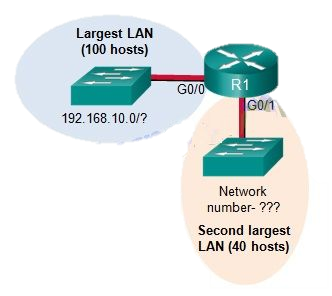 Largest LAN
(100 hosts)
G0/0
R1
G0/1
192.168.10.0/?
Network
number- ???
Second largest
LAN (40 hosts)